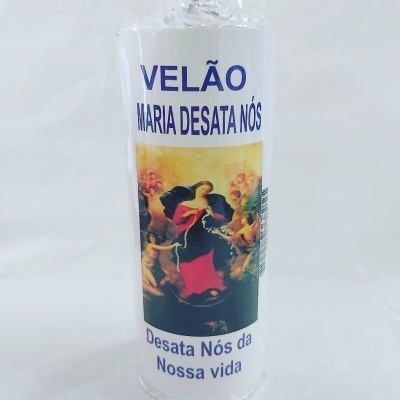 VELÃO
MARIA DESATA NÓS
Desata Nós da
Nossa vida